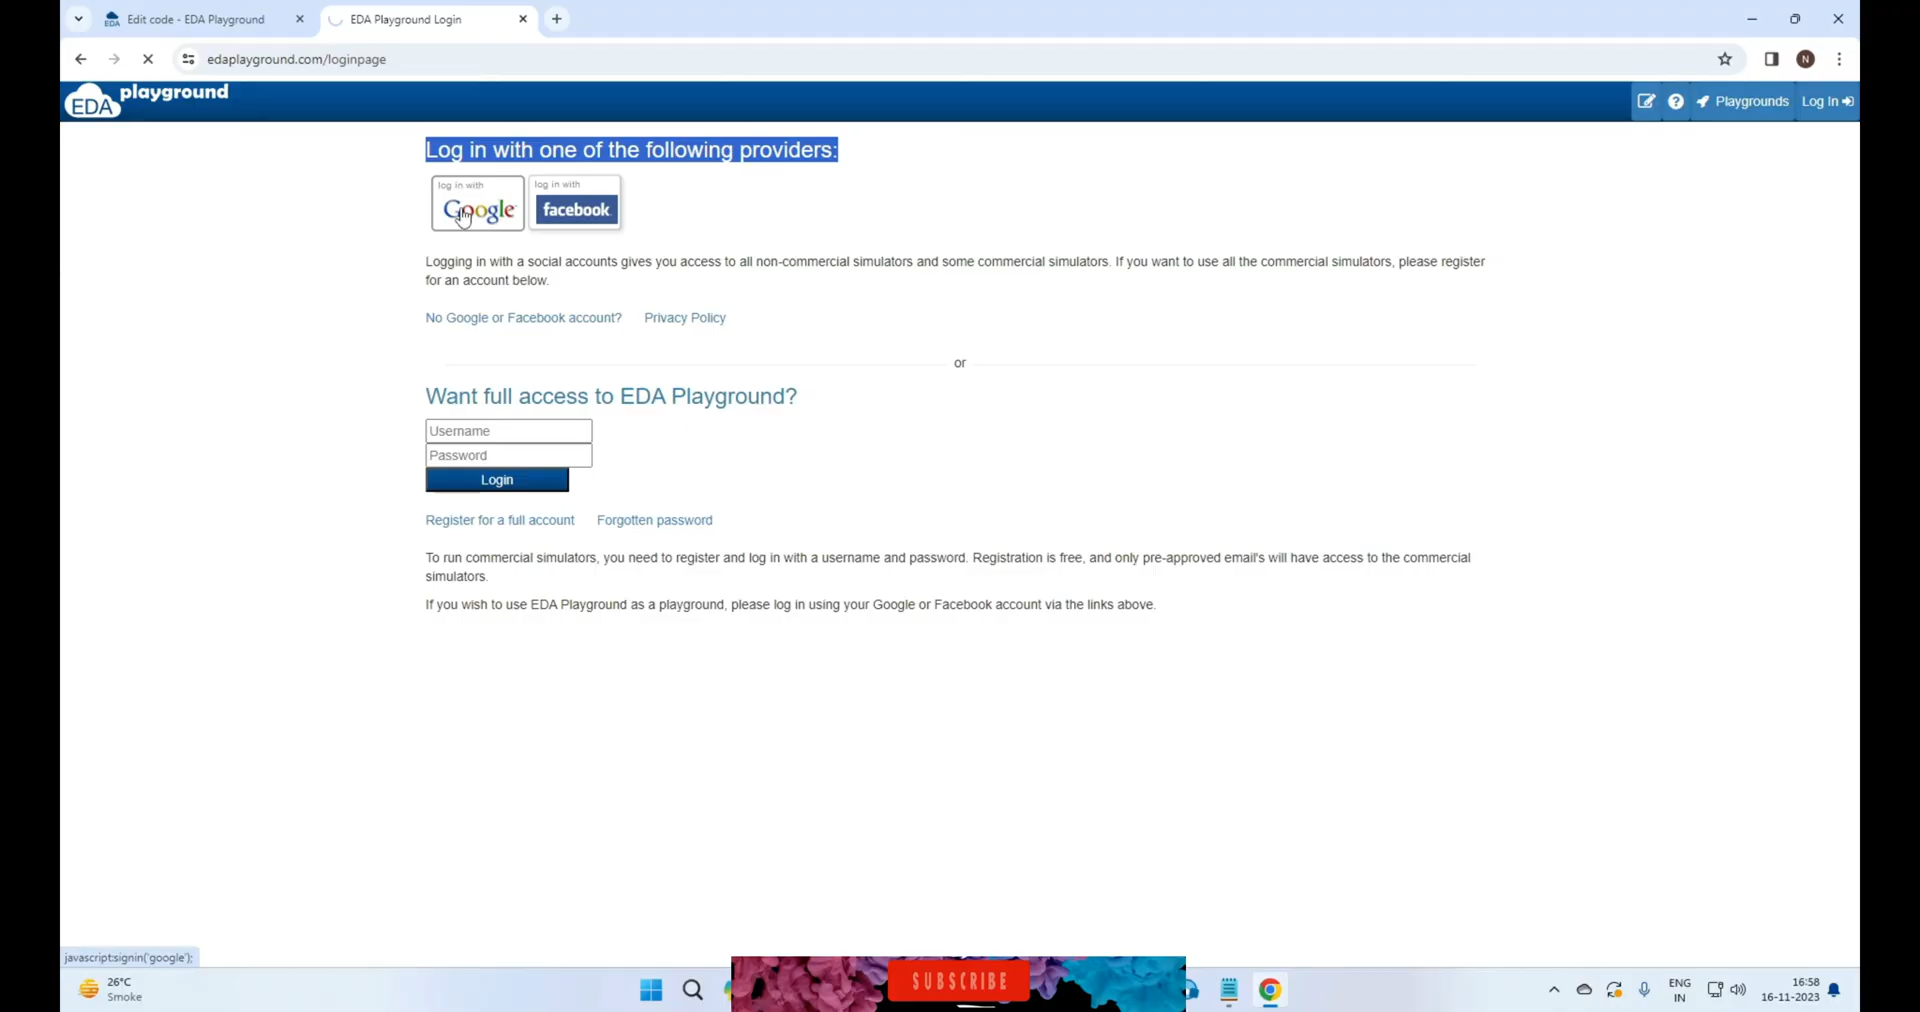 Edit code - EDA Playground
EDA Playground Login
edaplayground.com/loginpage
N
EDA playground
Playgrounds
Log In
Log in with one of the following providers:
log in with
Google
log in with
facebook
Logging in with a social accounts gives you access to all non-commercial simulators and some commercial simulators. If you want to use all the commercial simulators, please register
for an account below.
No Google or Facebook account? Privacy Policy
or
Want full access to EDA Playground?
Username
Password
Login
Register for a full account Forgotten password
To run commercial simulators, you need to register and log in with a username and password. Registration is free, and only pre-approved email's will have access to the commercial
simulators.
If you wish to use EDA Playground as a playground, please log in using your Google or Facebook account via the links above.
javascript:signin('google');
26°C
Smoke
SUBSCRIBE
ENG
IN
16:58
16-11-2023